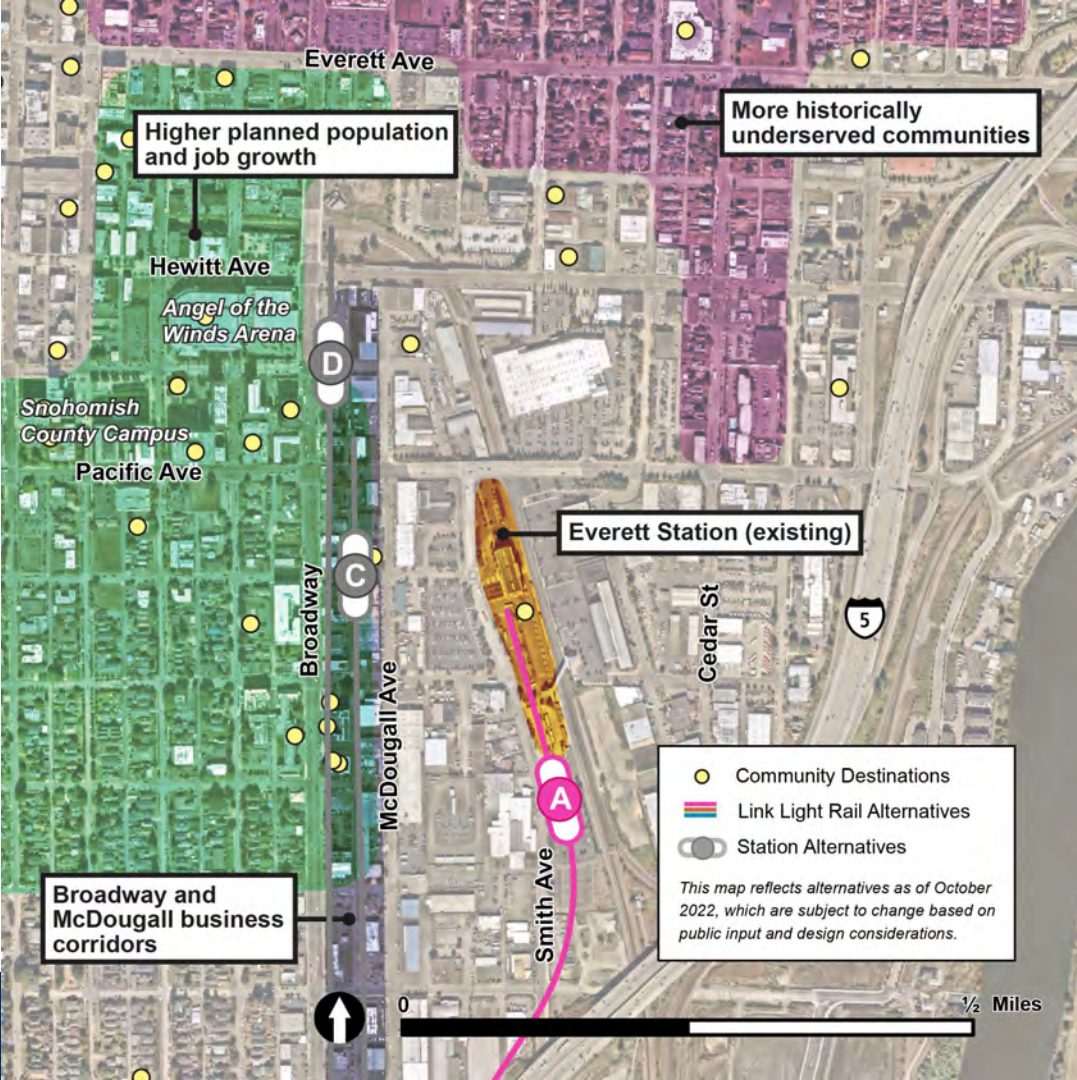 Everett Ave
Higher planned population
and job growth
More historically
underserved communities
Hewitt Ave
Angel of the
Winds Arena
D
Snohomish
County Campus
Pacific Ave
Everett Station (existing)
C
Broadway
McDougall Ave
Cedar St
5
A
Smith Ave
Community Destinations
Link Light Rail Alternatives
Station Alternatives
This map reflects alternatives as of October
2022, which are subject to change based on
public input and design considerations.
Broadway and
McDougall business
corridors
0
½ Miles